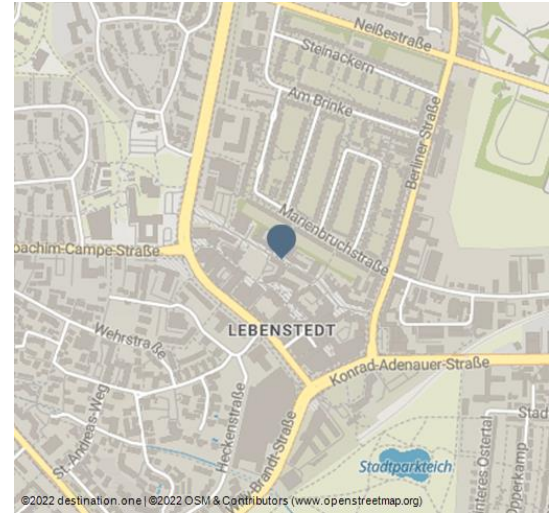 Neißestraße
Steinackern
Am Brinke
Berliner Straße
Marienbruchstraße
oachim-Campe-Straße
LEBENSTEDT
Wehrstraße
Konrad-Adenauer-Straße
St.-Andreas-Weg
Heckenstraße
Brandt-Straße
Stad
Stadtparkteich
interes Ostertal
opperkamp
©2022 destination.one | ©2022 OSM & Contributors (www.openstreetmap.org)